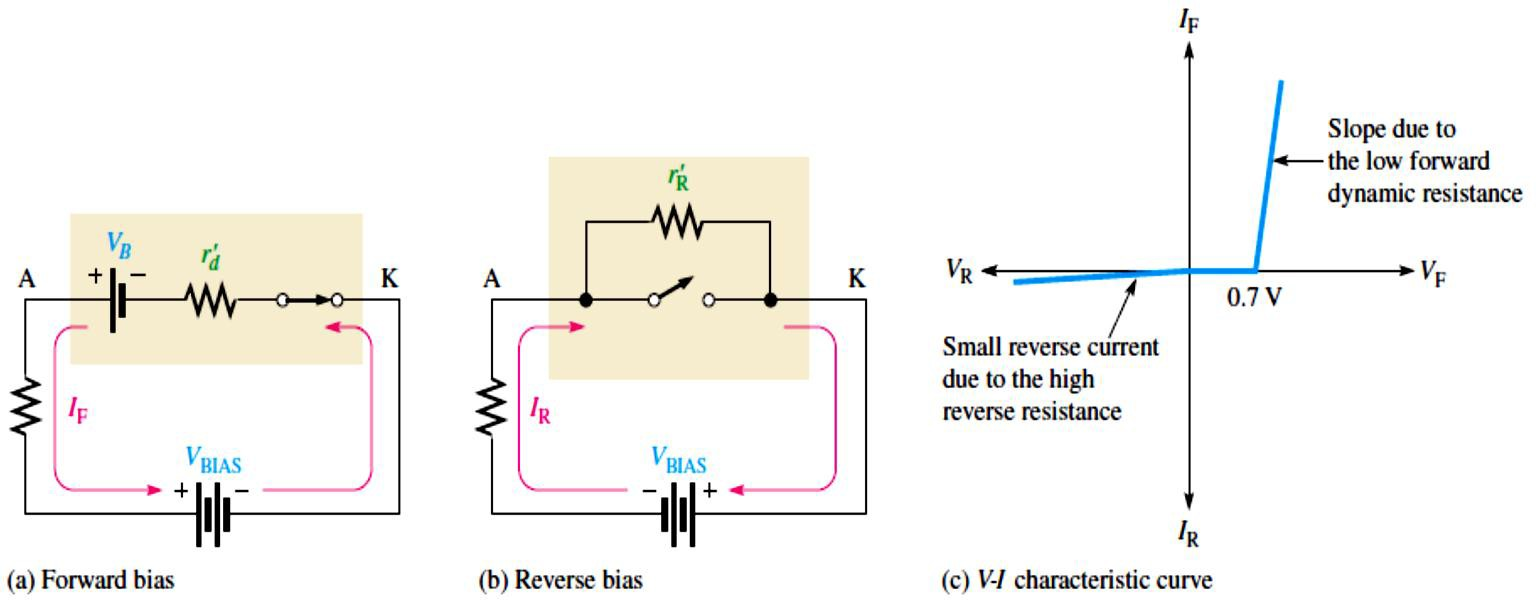 A
+
V_B
−
r′_d
K
I_F
V_BIAS
+
−
(a) Forward bias
r′_R
A
K
I_R
V_BIAS
−
+
(b) Reverse bias
I_F
Slope due to
the low forward
dynamic resistance
V_R
V_F
0.7 V
Small reverse current
due to the high
reverse resistance
I_R
(c) V-I characteristic curve